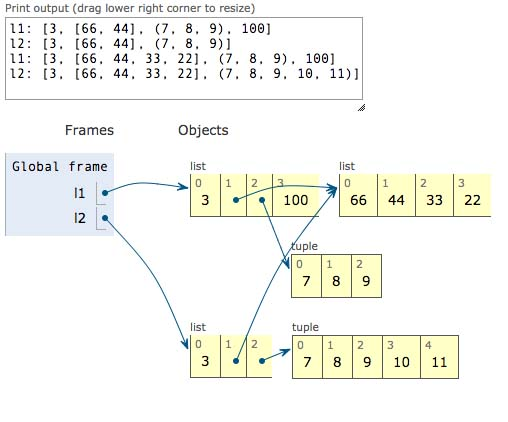 Print output (drag lower right corner to resize)
l1: [3, [66, 44], (7, 8, 9), 100]
l2: [3, [66, 44], (7, 8, 9)]
l1: [3, [66, 44, 33, 22], (7, 8, 9), 100]
l2: [3, [66, 44, 33, 22], (7, 8, 9, 10, 11)]
Frames Objects
Global frame
l1
l2
list
0 1 2 3
3 100
list
0 1 2 3
66 44 33 22
tuple
0 1 2
7 8 9
list
0 1 2
3
tuple
0 1 2 3 4
7 8 9 10 11